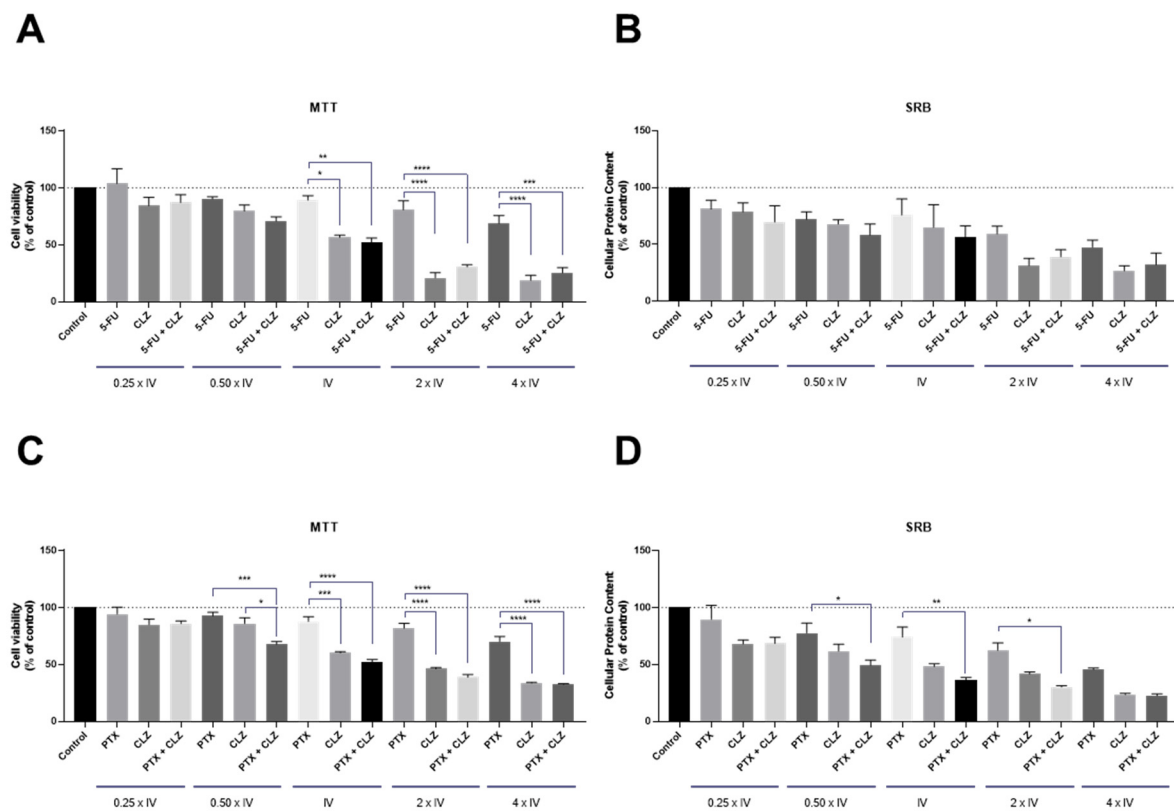 A
MTT
Cell viability
(% of control)
150
100
50
0
**
*
****
****
***
****
Control
5-FU
CLZ
5-FU + CLZ
5-FU
CLZ
5-FU + CLZ
5-FU
CLZ
5-FU + CLZ
5-FU
CLZ
5-FU + CLZ
5-FU
CLZ
5-FU + CLZ
0.25 x IV
0.50 x IV
IV
2 x IV
4 x IV
B
SRB
Cellular Protein Content
(% of control)
150
100
50
0
Control
5-FU
CLZ
5-FU + CLZ
5-FU
CLZ
5-FU + CLZ
5-FU
CLZ
5-FU + CLZ
5-FU
CLZ
5-FU + CLZ
5-FU
CLZ
5-FU + CLZ
0.25 x IV
0.50 x IV
IV
2 x IV
4 x IV
C
MTT
Cell viability
(% of control)
150
100
50
0
***
*
****
***
****
****
****
****
Control
PTX
CLZ
PTX + CLZ
PTX
CLZ
PTX + CLZ
PTX
CLZ
PTX + CLZ
PTX
CLZ
PTX + CLZ
PTX
CLZ
PTX + CLZ
0.25 x IV
0.50 x IV
IV
2 x IV
4 x IV
D
SRB
Cellular Protein Content
(% of control)
150
100
50
0
*
**
*
Control
PTX
CLZ
PTX + CLZ
PTX
CLZ
PTX + CLZ
PTX
CLZ
PTX + CLZ
PTX
CLZ
PTX + CLZ
PTX
CLZ
PTX + CLZ
0.25 x IV
0.50 x IV
IV
2 x IV
4 x IV